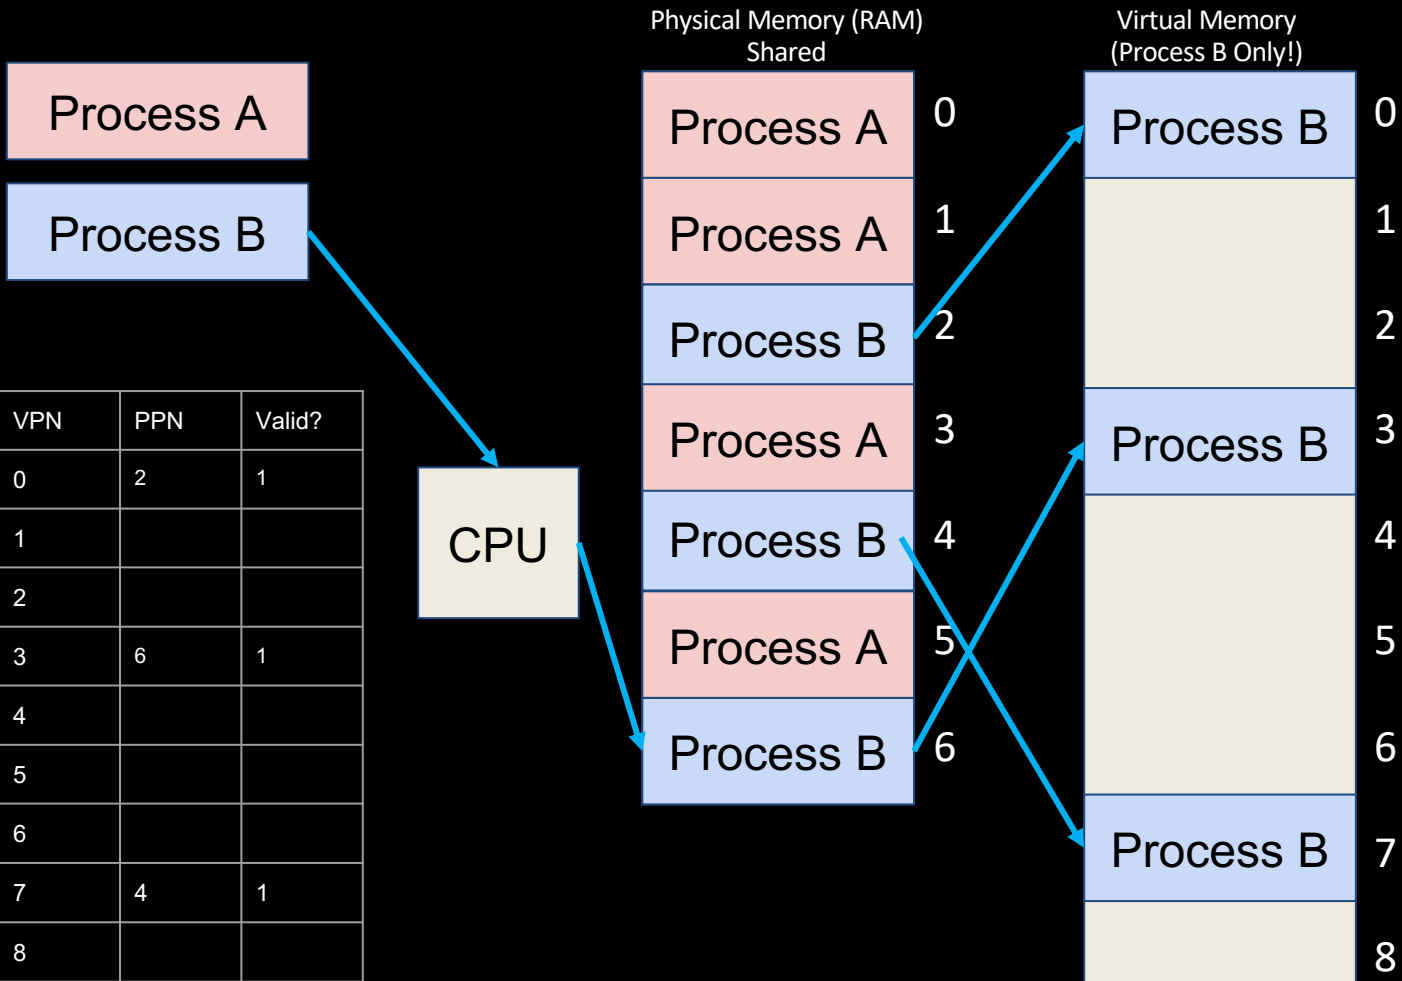 Physical Memory (RAM)
Shared
Virtual Memory
(Process B Only!)
Process A
Process B
VPN PPN Valid?
0 2 1
1
2
3 6 1
4
5
6
7 4 1
8
CPU
Process A 0
Process A 1
Process B 2
Process A 3
Process B 4
Process A 5
Process B 6
Process B 0
1
2
Process B 3
4
5
6
Process B 7
8